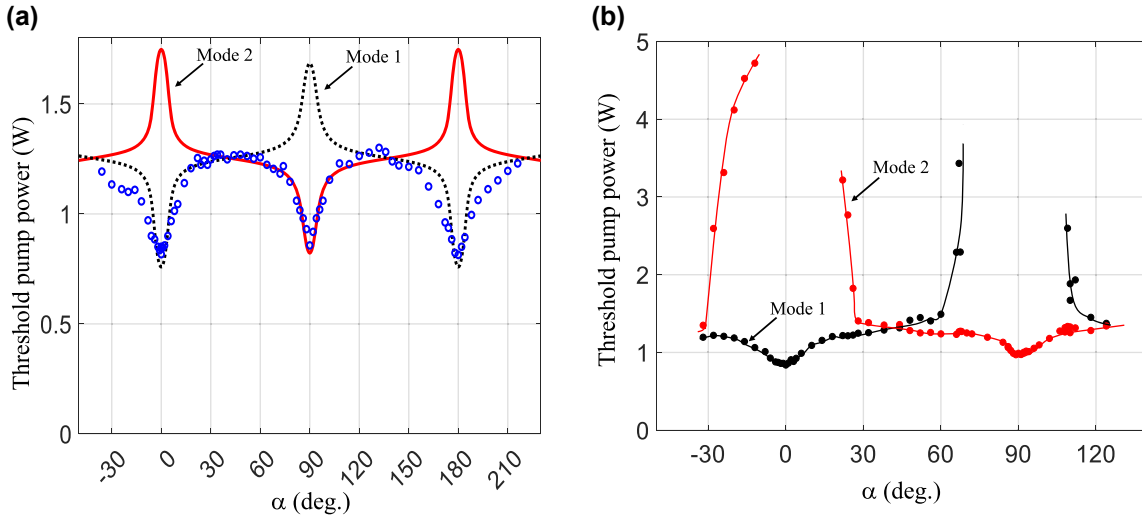 (a)
Mode 2
Mode 1
1.5
1
0.5
0
-30
0
30
60
90
120
150
180
210
Threshold pump power (W)
α (deg.)
(b)
5
4
3
2
1
0
Mode 2
Mode 1
-30
0
30
60
90
120
Threshold pump power (W)
α (deg.)